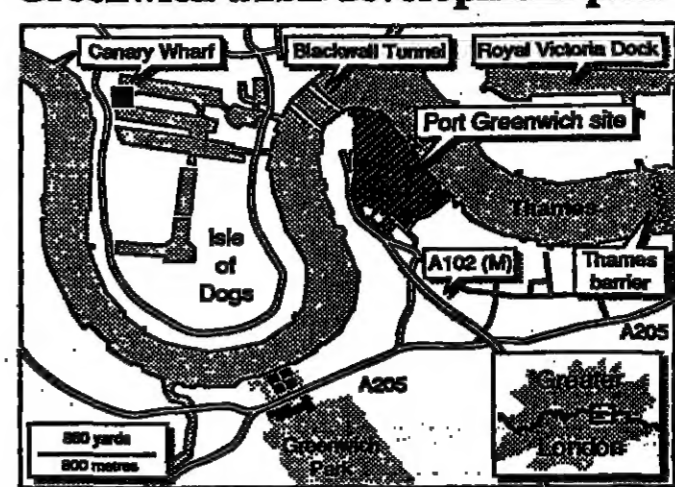 Canary Wharf
Blackwall Tunnel
Royal Victoria Dock
Port Greenwich site
Thames
Isle
of
Dogs
A102 (M)
Thames
barrier
A205
A205
Greenwich
Park
Greater
London
880 yards
800 metres